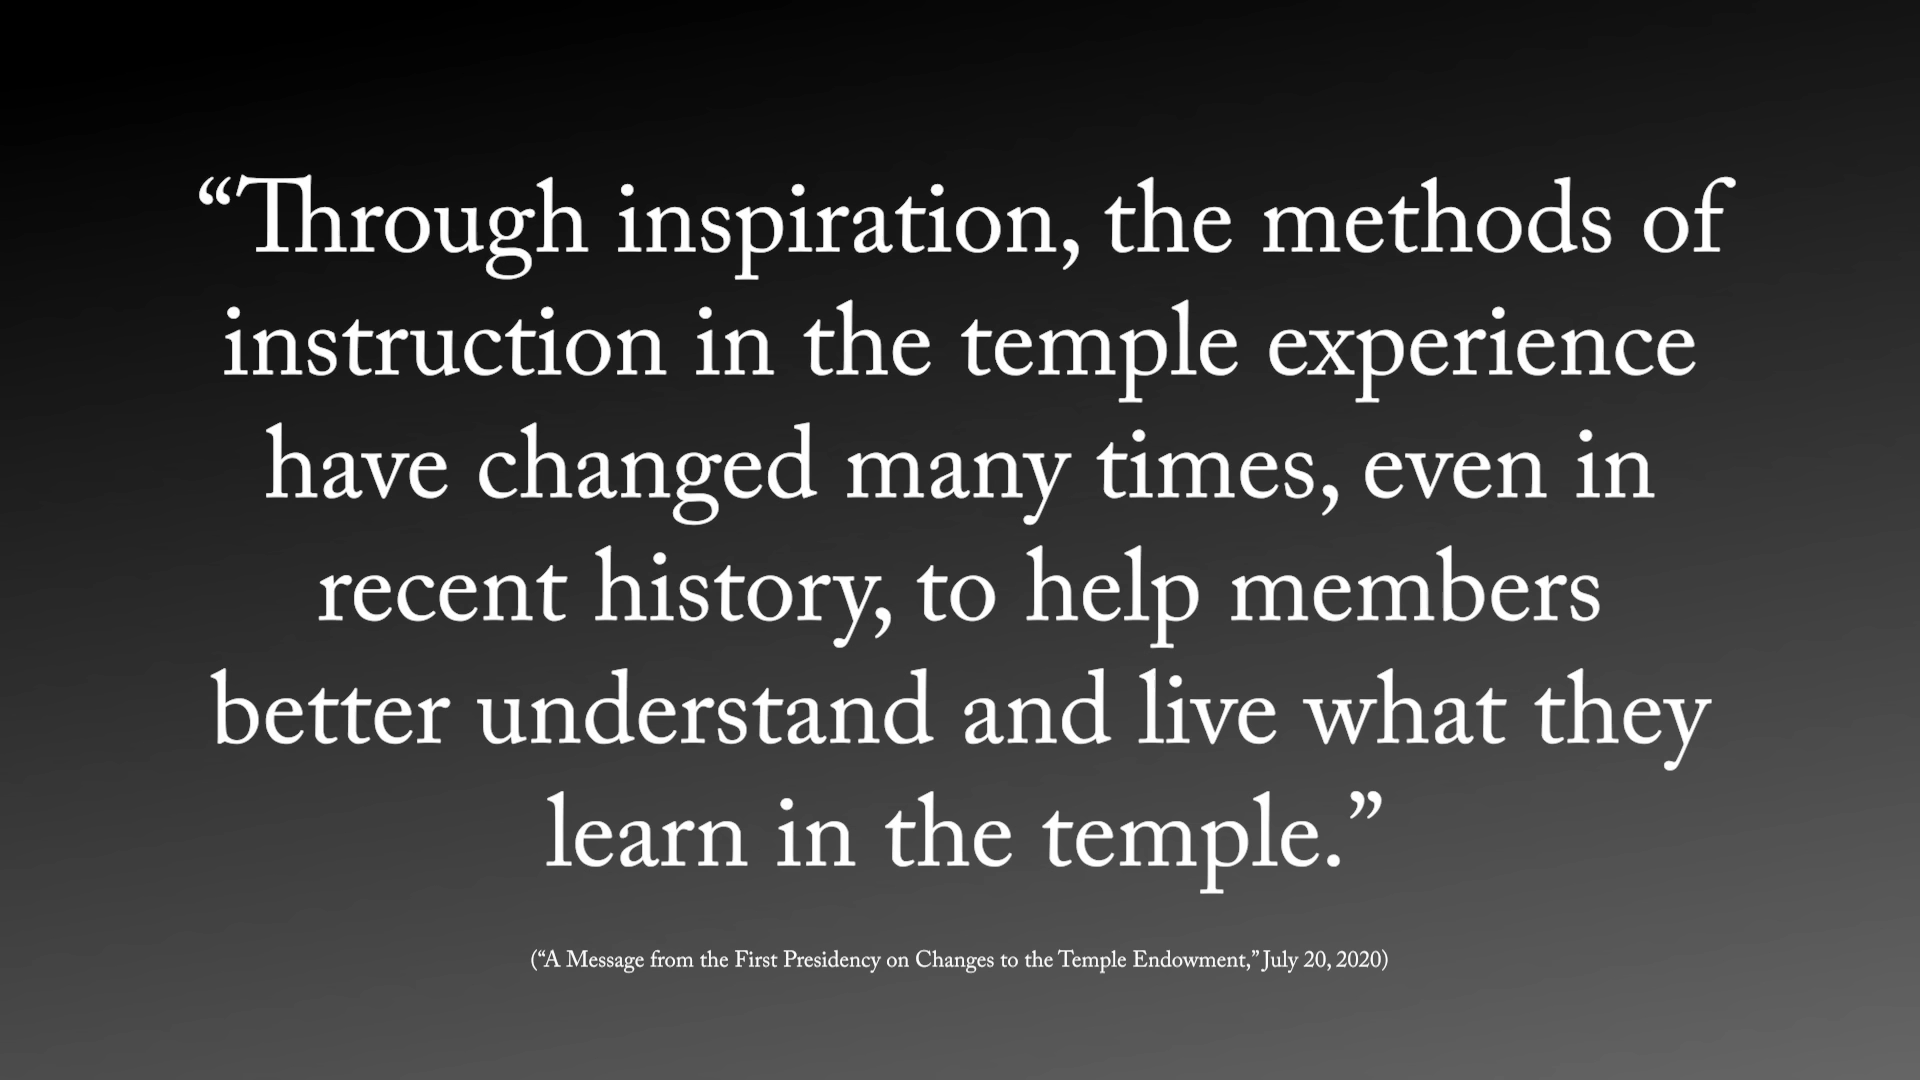 “Through inspiration, the methods of
instruction in the temple experience
have changed many times, even in
recent history, to help members
better understand and live what they
learn in the temple.”
(“A Message from the First Presidency on Changes to the Temple Endowment,” July 20, 2020)